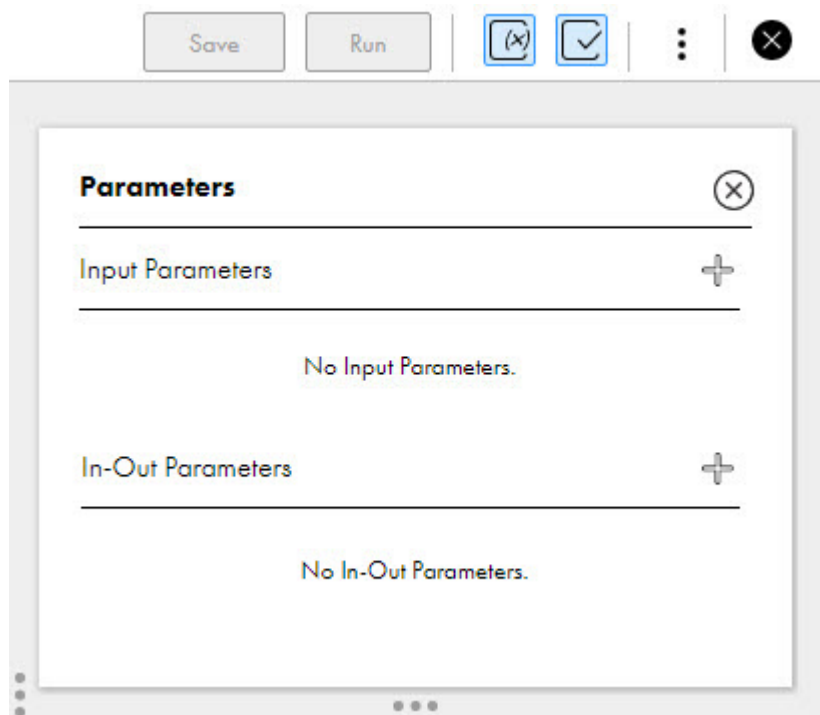 Save Run (x)
Parameters
Input Parameters
No Input Parameters.
In-Out Parameters
No In-Out Parameters.